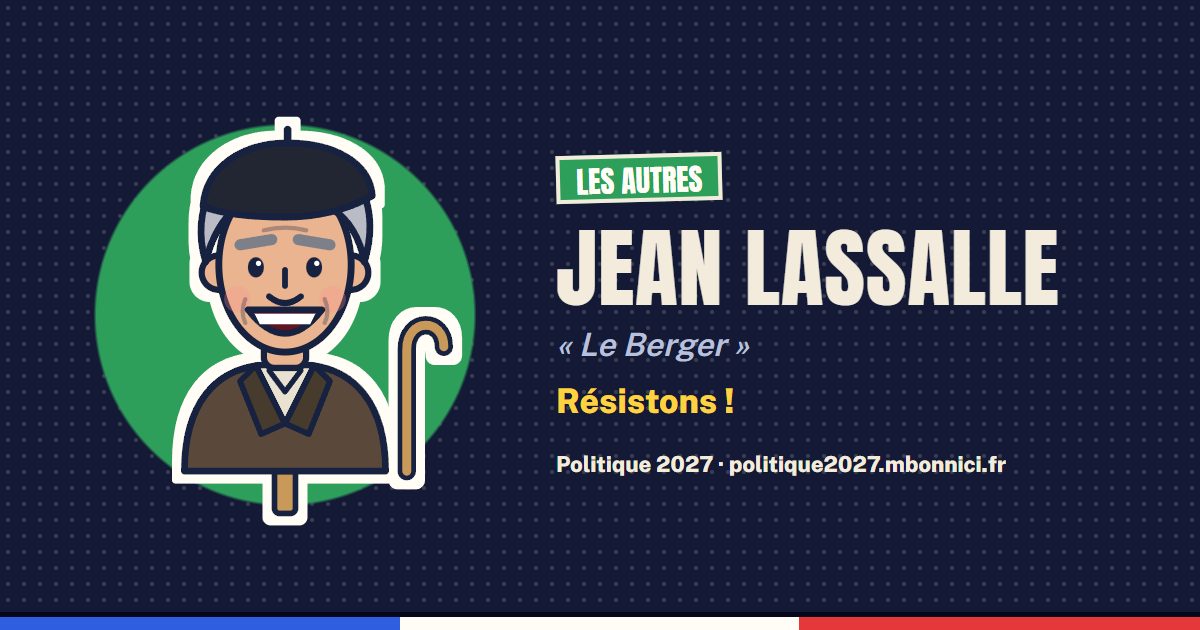 LES AUTRES
JEAN LASSALLE
« Le Berger »
Résistons !
Politique 2027 · politique2027.mbonnici.fr